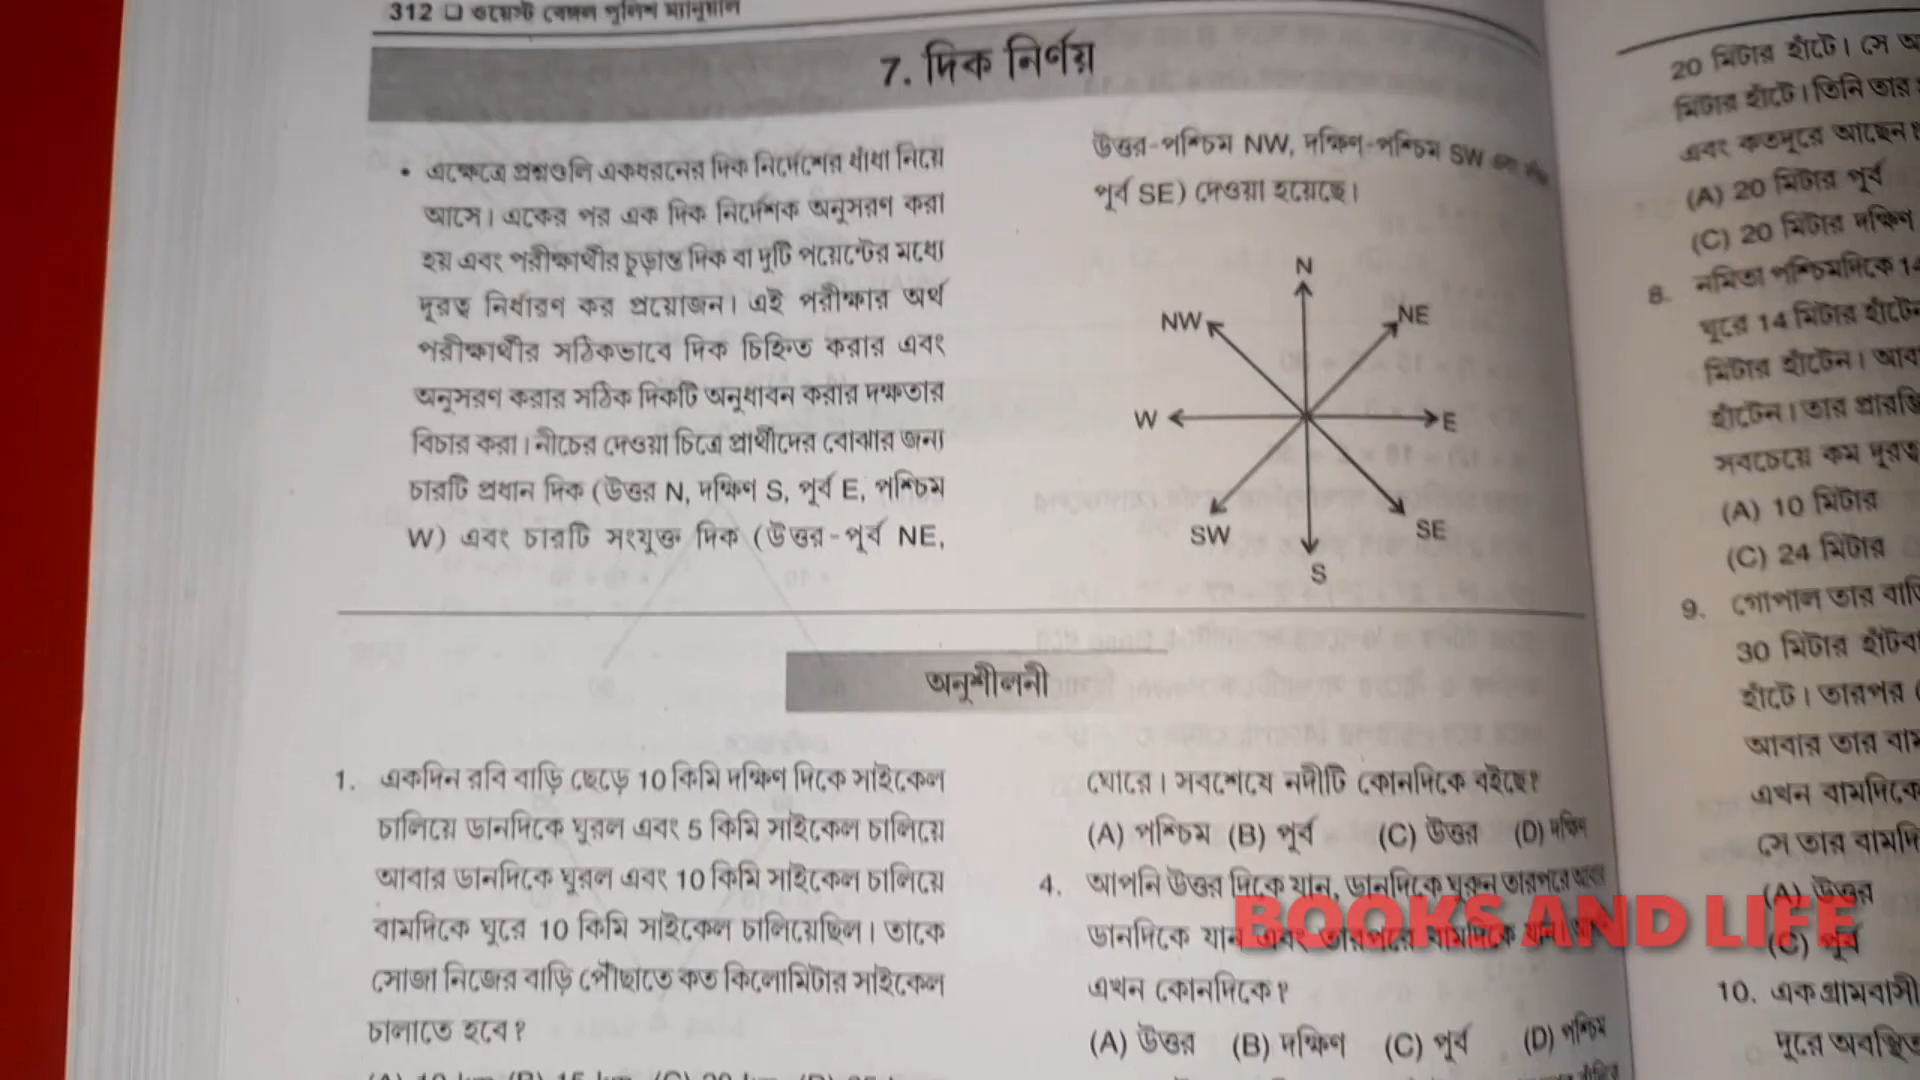 312 ❑ ওয়েস্ট বেঙ্গল পুলিশ ম্যানুয়াল
7. দিক নির্ণয়
• এক্ষেত্রে প্রশ্নগুলি একধরনের দিক নির্দেশের ধাঁধা নিয়ে
আসে। একের পর এক দিক নির্দেশক অনুসরণ করা
হয় এবং পরীক্ষার্থীর চূড়ান্ত দিক বা দুটি পয়েন্টের মধ্যে
দূরত্ব নির্ধারণ কর প্রয়োজন। এই পরীক্ষার অর্থ
পরীক্ষার্থীর সঠিকভাবে দিক চিহ্নিত করার এবং
অনুসরণ করার সঠিক দিকটি অনুধাবন করার দক্ষতার
বিচার করা। নীচের দেওয়া চিত্রে প্রার্থীদের বোঝার জন্য
চারটি প্রধান দিক (উত্তর N, দক্ষিণ S, পূর্ব E, পশ্চিম
W) এবং চারটি সংযুক্ত দিক (উত্তর-পূর্ব NE,
উত্তর-পশ্চিম NW, দক্ষিণ-পশ্চিম SW
পূর্ব SE) দেওয়া হয়েছে।
N
NW
NE
W
E
SW
SE
S
অনুশীলনী
1. একদিন রবি বাড়ি ছেড়ে 10 কিমি দক্ষিণ দিকে সাইকেল
চালিয়ে ডানদিকে ঘুরল এবং 5 কিমি সাইকেল চালিয়ে
আবার ডানদিকে ঘুরল এবং 10 কিমি সাইকেল চালিয়ে
বামদিকে ঘুরে 10 কিমি সাইকেল চালিয়েছিল। তাকে
সোজা নিজের বাড়ি পৌঁছাতে কত কিলোমিটার সাইকেল
চালাতে হবে?
ঘোরে। সবশেষে নদীটি কোনদিকে বইছে?
(A) পশ্চিম (B) পূর্ব (C) উত্তর (D) দক্ষিণ
4. আপনি উত্তর দিকে যান, ডানদিকে ঘুরুন তারপরে
ডানদিকে যান এবং তারপরে বামদিকে যান।
এখন কোনদিকে?
(A) উত্তর (B) দক্ষিণ (C) পূর্ব (D) পশ্চিম
20 মিটার হাঁটে। সে
মিটার হাঁটে। তিনি তার
এবং কতদূরে আছেন?
(A) 20 মিটার পূর্ব
(C) 20 মিটার দক্ষিণ
8. নমিতা পশ্চিমদিকে 14
ঘুরে 14 মিটার হাঁটেন
মিটার হাঁটেন।
হাঁটেন। তার
সবচেয়ে কম দূরত্ব
(A) 10 মিটার
(C) 24 মিটার
9. গোপাল তার
30 মিটার
হাঁটে। তারপর
আবার তার
এখন বামদিকে
সে তার
(A) উত্তর
(C) পূর্ব
10. এক গ্রামবাসী
দূরে
BOOKS AND LIFE